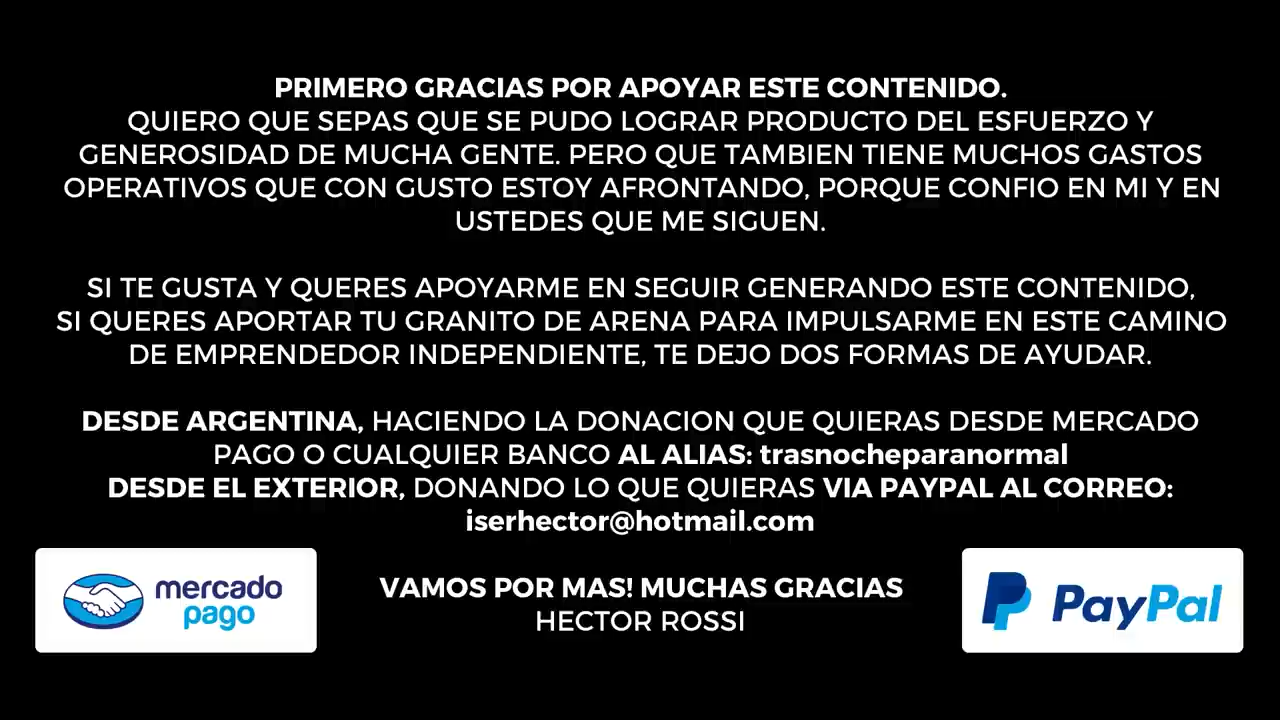 PRIMERO GRACIAS POR APOYAR ESTE CONTENIDO.
QUIERO QUE SEPAS QUE SE PUDO LOGRAR PRODUCTO DEL ESFUERZO Y
GENEROSIDAD DE MUCHA GENTE. PERO QUE TAMBIEN TIENE MUCHOS GASTOS
OPERATIVOS QUE CON GUSTO ESTOY AFRONTANDO, PORQUE CONFIO EN MI Y EN
USTEDES QUE ME SIGUEN.
SI TE GUSTA Y QUERES APOYARME EN SEGUIR GENERANDO ESTE CONTENIDO,
SI QUERES APORTAR TU GRANITO DE ARENA PARA IMPULSARME EN ESTE CAMINO
DE EMPRENDEDOR INDEPENDIENTE, TE DEJO DOS FORMAS DE AYUDAR.
DESDE ARGENTINA, HACIENDO LA DONACION QUE QUIERAS DESDE MERCADO
PAGO O CUALQUIER BANCO AL ALIAS: trasnocheparanormal
DESDE EL EXTERIOR, DONANDO LO QUE QUIERAS VIA PAYPAL AL CORREO:
iserhector@hotmail.com
VAMOS POR MAS! MUCHAS GRACIAS
HECTOR ROSSI
mercado
pago
PayPal